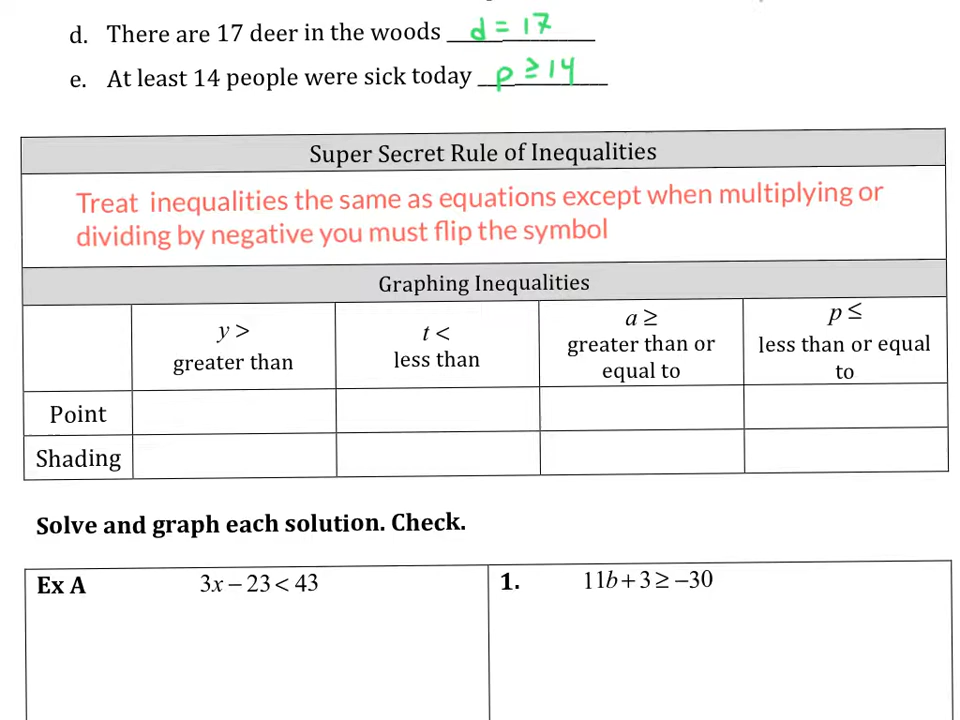 d. There are 17 deer in the woods d = 17
e. At least 14 people were sick today p ≥ 14
Super Secret Rule of Inequalities
Treat inequalities the same as equations except when multiplying or
dividing by negative you must flip the symbol
Graphing Inequalities
y >
greater than
t <
less than
a ≥
greater than or
equal to
p ≤
less than or equal
to
Point
Shading
Solve and graph each solution. Check.
Ex A 3x – 23 < 43
1. 11b + 3 ≥ –30